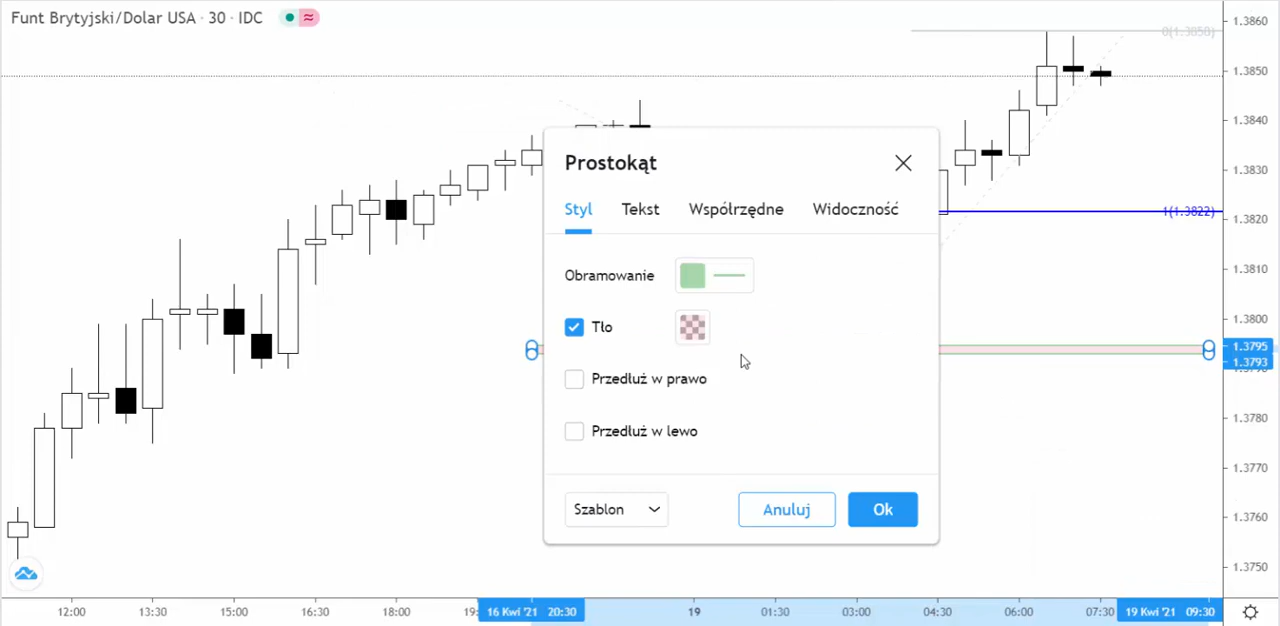 Funt Brytyjski/Dolar USA · 30 · IDC
0(1.3858)
1(1.3822)
Prostokąt
Styl Tekst Współrzędne Widoczność
Obramowanie
Tło
Przedłuż w prawo
Przedłuż w lewo
Szablon Anuluj Ok
1.3860
1.3850
1.3840
1.3830
1.3820
1.3810
1.3800
1.3795
1.3793
1.3780
1.3770
1.3760
1.3750
12:00 13:30 15:00 16:30 18:00 19: 16 Kwi '21 20:30 19 01:30 03:00 04:30 06:00 07:30 19 Kwi '21 09:30